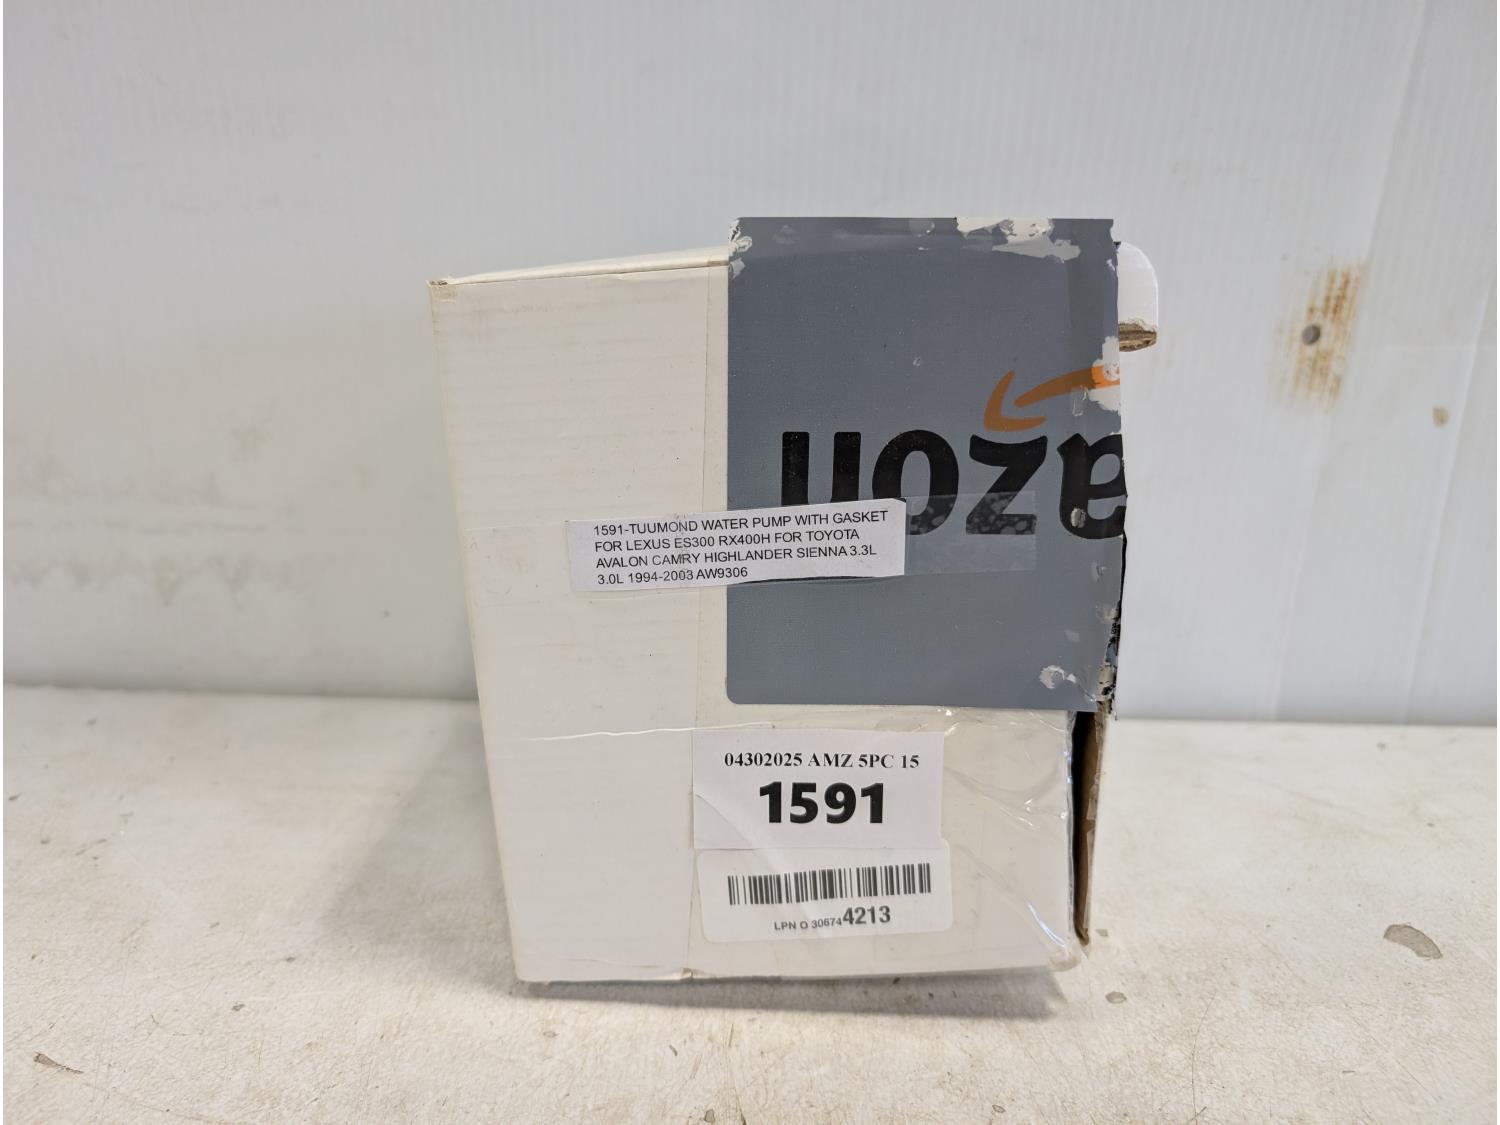 azon
1591-TUUMOND WATER PUMP WITH GASKET
FOR LEXUS ES300 RX400H FOR TOYOTA
AVALON CAMRY HIGHLANDER SIENNA 3.3L
3.0L 1994-2003 AW9306
04302025 AMZ 5PC 15
1591
LPN O 306744213